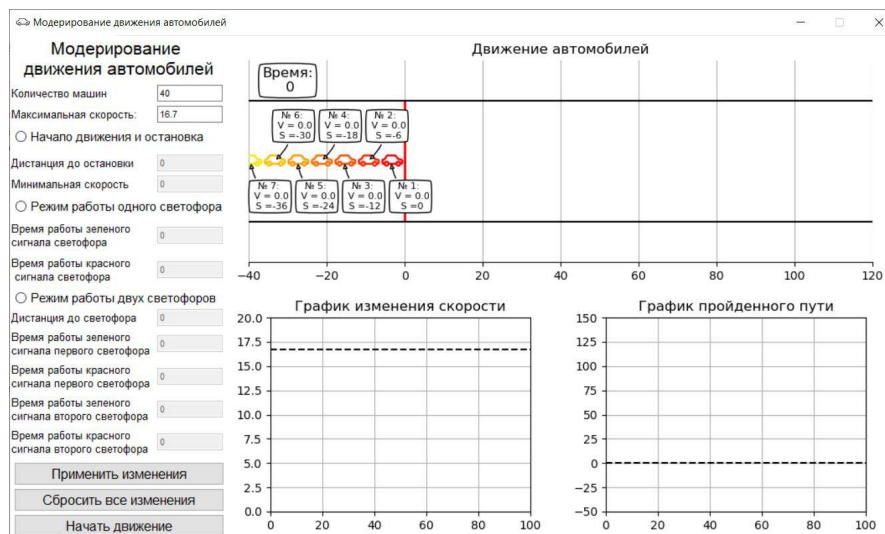 Модерирование движения автомобилей
Модерирование
движения автомобилей
Количество машин
40
Максимальная скорость:
16.7
Начало движения и остановка
Дистанция до остановки
0
Минимальная скорость
0
Режим работы одного светофора
Время работы зеленого
сигнала светофора
0
Время работы красного
сигнала светофора
0
Режим работы двух светофоров
Дистанция до светофора
0
Время работы зеленого
сигнала первого светофора
0
Время работы красного
сигнала первого светофора
0
Время работы зеленого
сигнала второго светофора
0
Время работы красного
сигнала второго светофора
0
Применить изменения
Сбросить все изменения
Начать движение
Движение автомобилей
Время:
0
№ 6:
V = 0.0
S =-30
№ 4:
V = 0.0
S =-18
№ 2:
V = 0.0
S =-6
№ 7:
V = 0.0
S =-36
№ 5:
V = 0.0
S =-24
№ 3:
V = 0.0
S =-12
№ 1:
V = 0.0
S =0
−40 −20 0 20 40 60 80 100 120
График изменения скорости
20.0
17.5
15.0
12.5
10.0
7.5
5.0
2.5
0.0
0 20 40 60 80 100
График пройденного пути
150
125
100
75
50
25
0
−25
−50
0 20 40 60 80 100